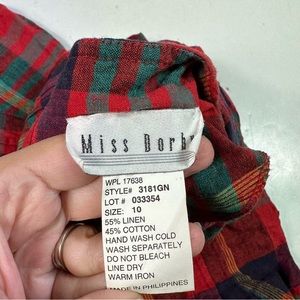 Miss Dorby
WPL 17638
STYLE# 3181GN
LOT # 033354
SIZE: 10
55% LINEN
45% COTTON
HAND WASH COLD
WASH SEPARATELY
DO NOT BLEACH
LINE DRY
WARM IRON
MADE IN PHILIPPINES